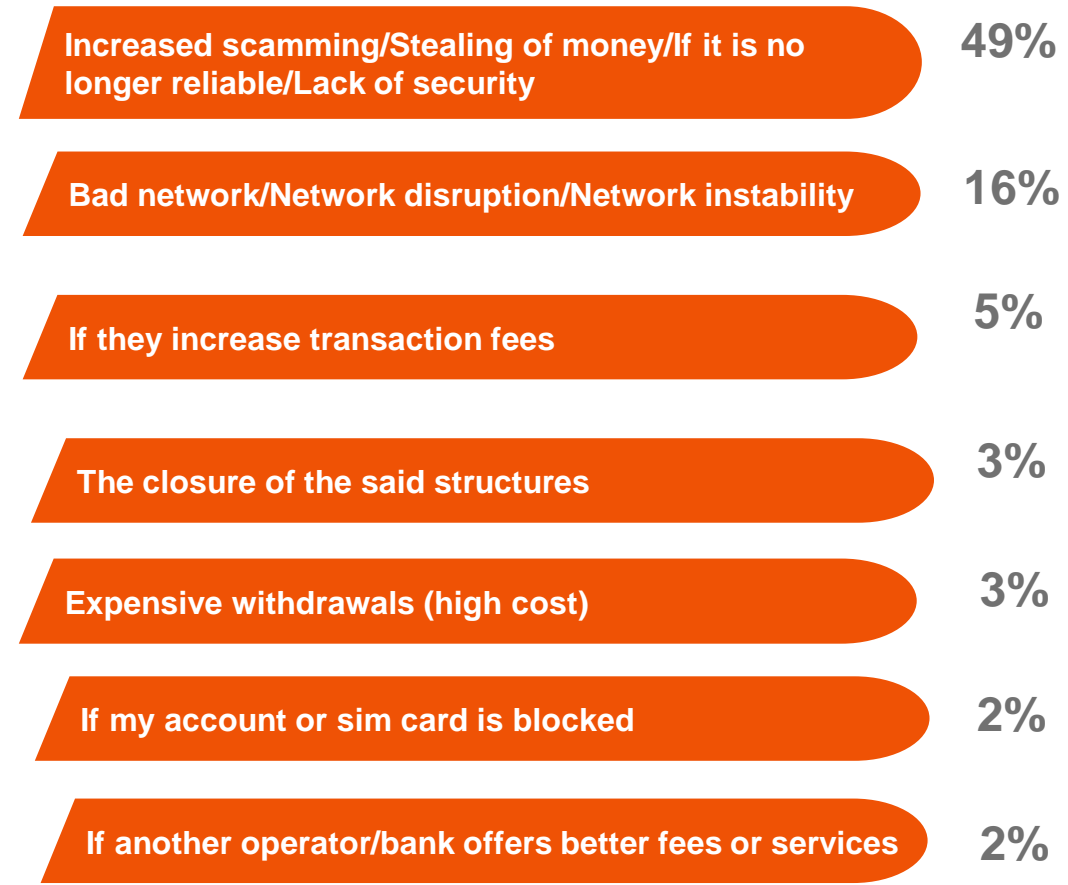 Increased scamming/Stealing of money/If it is no
longer reliable/Lack of security
49%
Bad network/Network disruption/Network instability
16%
If they increase transaction fees
5%
The closure of the said structures
3%
Expensive withdrawals (high cost)
3%
If my account or sim card is blocked
2%
If another operator/bank offers better fees or services
2%